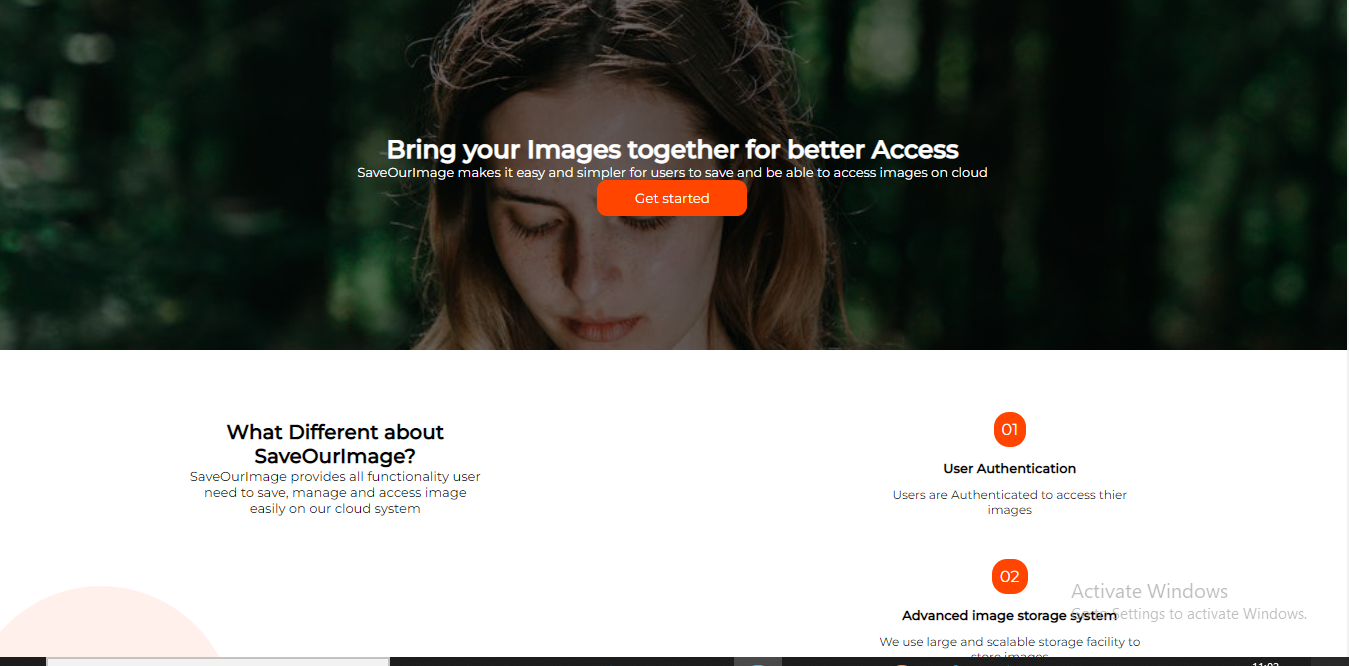 Bring your Images together for better Access
SaveOurImage makes it easy and simpler for users to save and be able to access images on cloud
Get started
What Different about
SaveOurImage?
SaveOurImage provides all functionality user
need to save, manage and access image
easily on our cloud system
01
User Authentication
Users are Authenticated to access thier
images
02
Advanced image storage system
We use large and scalable storage facility to
store images
Activate Windows
Go to Settings to activate Windows.